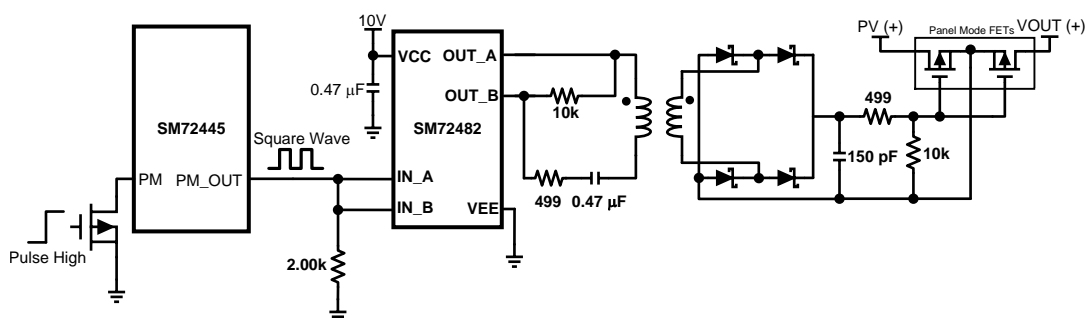 10V
PV (+)
Panel Mode FETs
VOUT (+)
VCC
OUT_A
0.47 μF
OUT_B
10k
SM72445
SM72482
499
Square Wave
150 pF
10k
PM
PM_OUT
IN_A
IN_B
499
0.47 μF
VEE
Pulse High
2.00k